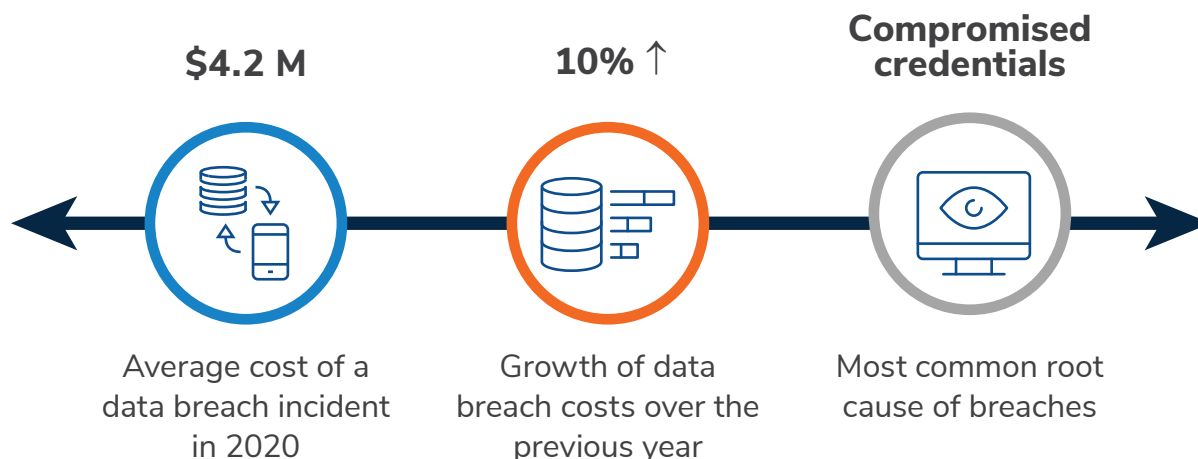 $4.2 M
Average cost of a
data breach incident
in 2020
10% ↑
Growth of data
breach costs over the
previous year
Compromised
credentials
Most common root
cause of breaches